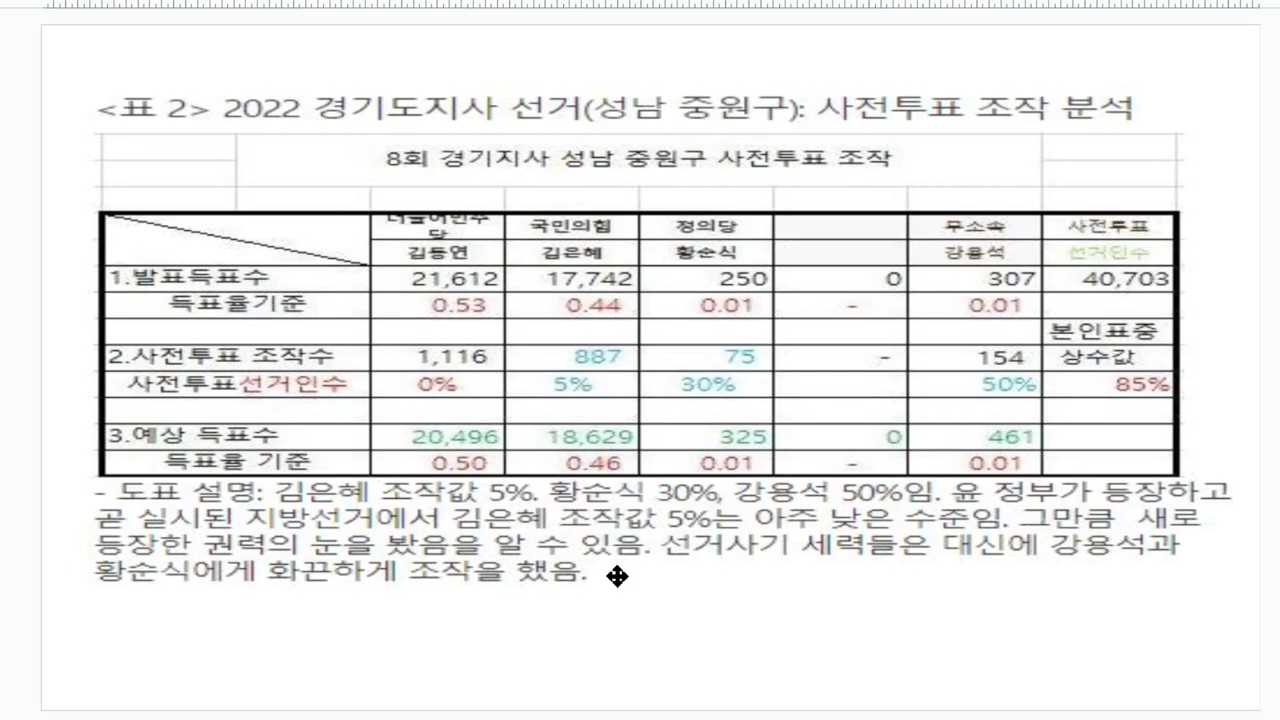 <표 2> 2022 경기도지사 선거(성남 중원구): 사전투표 조작 분석
8회 경기지사 성남 중원구 사전투표 조작
더불어민주당 국민의힘 정의당 무소속 사전투표
김동연 김은혜 황순식 강용석 선거인수
1.발표득표수 21,612 17,742 250 0 307 40,703
득표율기준 0.53 0.44 0.01 - 0.01
본인표중
2.사전투표 조작수 1,116 887 75 - 154 상수값
사전투표선거인수 0% 5% 30% 50% 85%
3.예상 득표수 20,496 18,629 325 0 461
득표율 기준 0.50 0.46 0.01 - 0.01
- 도표 설명: 김은혜 조작값 5%. 황순식 30%, 강용석 50%임. 윤 정부가 등장하고
곧 실시된 지방선거에서 김은혜 조작값 5%는 아주 낮은 수준임. 그만큼 새로
등장한 권력의 눈을 봤음을 알 수 있음. 선거사기 세력들은 대신에 강용석과
황순식에게 화끈하게 조작을 했음.